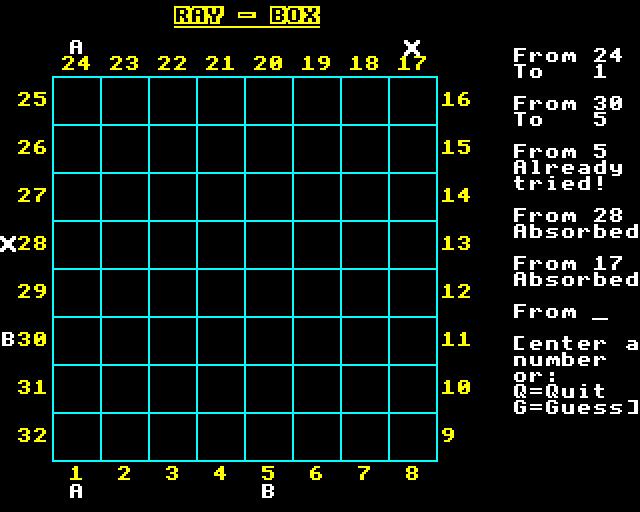 RAY - BOX
A X
24 23 22 21 20 19 18 17
25 16
26 15
27 14
X28 13
29 12
B30 11
31 10
32 9
1 2 3 4 5 6 7 8
A B
From 24
To 1
From 30
To 5
From 5
Already
tried!
From 28
Absorbed
From 17
Absorbed
From _
Center a
number
or:
Q=Quit
G=Guess]